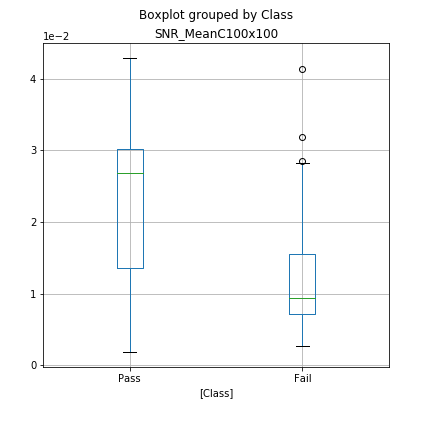 Boxplot grouped by Class
SNR_MeanC100x100
1e−2
4
3
2
1
0
Pass
Fail
[Class]